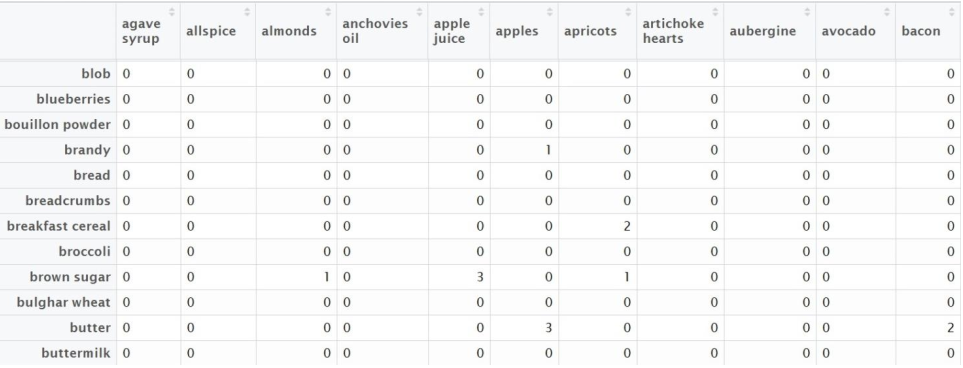 agave syrup allspice almonds anchovies oil apple juice apples apricots artichoke hearts aubergine avocado bacon
blob 0 0 0 0 0 0 0 0 0 0 0
blueberries 0 0 0 0 0 0 0 0 0 0 0
bouillon powder 0 0 0 0 0 0 0 0 0 0 0
brandy 0 0 0 0 0 1 0 0 0 0 0
bread 0 0 0 0 0 0 0 0 0 0 0
breadcrumbs 0 0 0 0 0 0 0 0 0 0 0
breakfast cereal 0 0 0 0 0 0 2 0 0 0 0
broccoli 0 0 0 0 0 0 0 0 0 0 0
brown sugar 0 0 1 0 3 0 1 0 0 0 0
bulghar wheat 0 0 0 0 0 0 0 0 0 0 0
butter 0 0 0 0 0 3 0 0 0 0 2
buttermilk 0 0 0 0 0 0 0 0 0 0 0